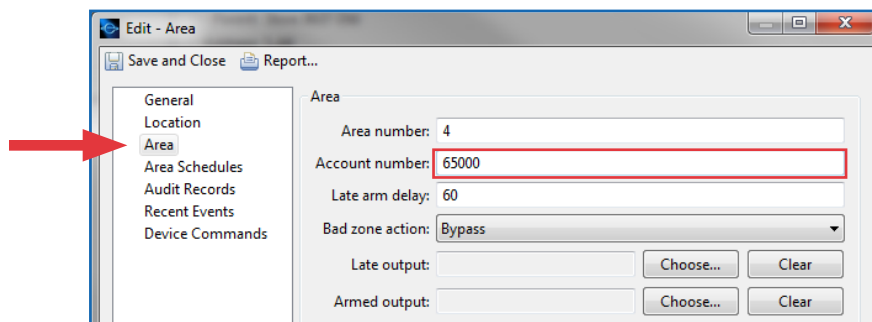 Edit - Area
Save and Close Report...
General
Location
Area
Area Schedules
Audit Records
Recent Events
Device Commands
Area
Area number: 4
Account number: 65000
Late arm delay: 60
Bad zone action: Bypass
Late output: Choose... Clear
Armed output: Choose... Clear